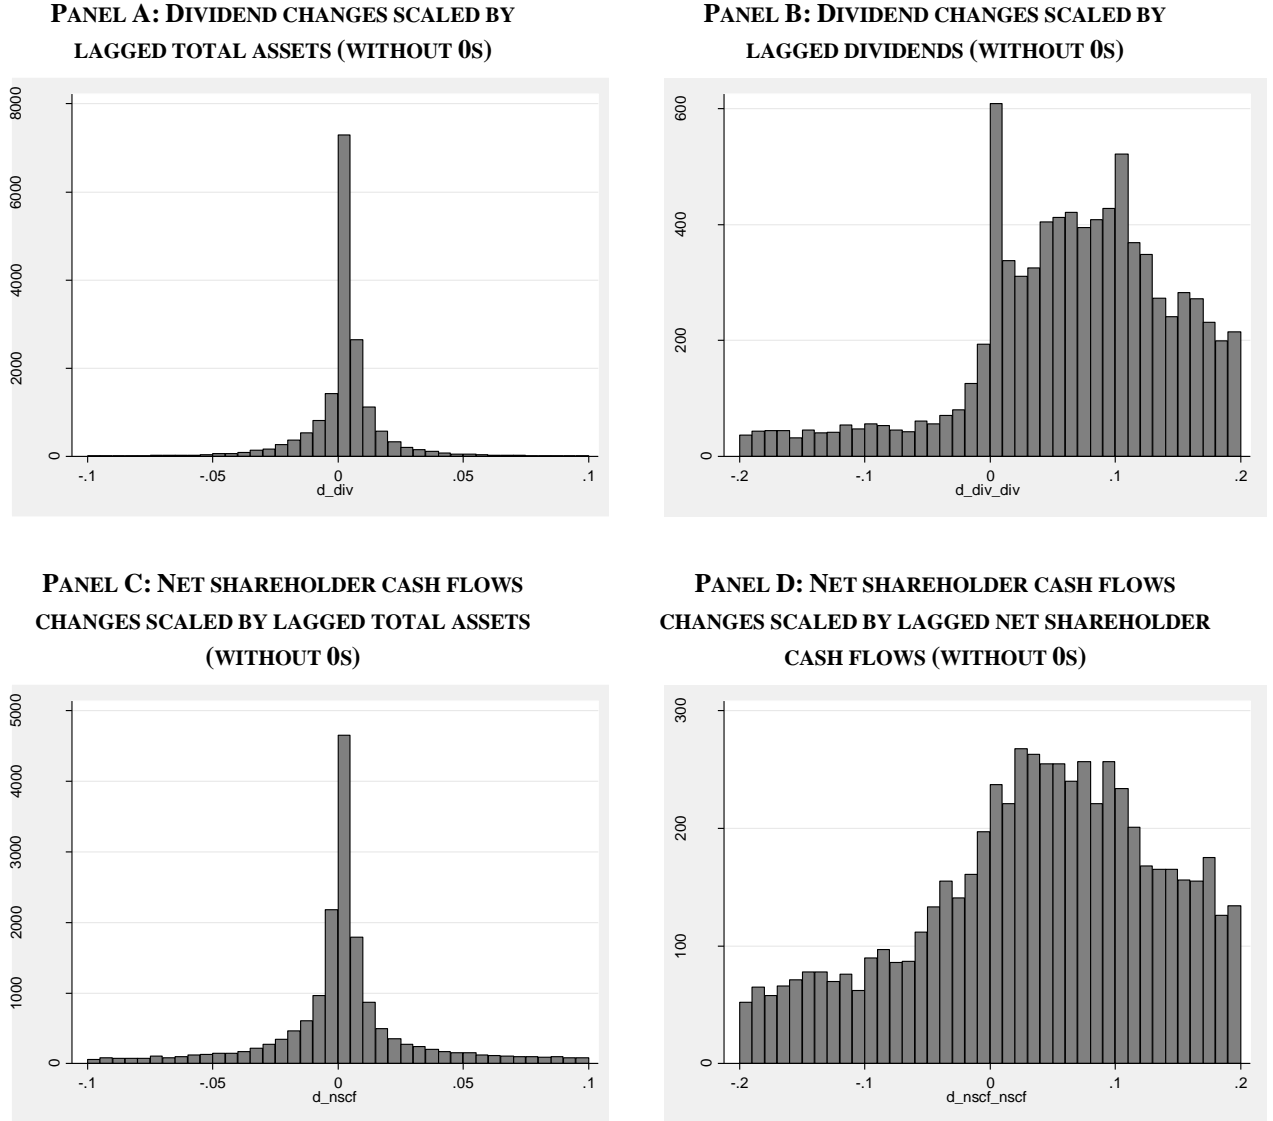 PANEL A: DIVIDEND CHANGES SCALED BY
LAGGED TOTAL ASSETS (WITHOUT 0S)
8000
6000
4000
2000
0
-.1 -.05 0 .05 .1
d_div
PANEL B: DIVIDEND CHANGES SCALED BY
LAGGED DIVIDENDS (WITHOUT 0S)
600
400
200
0
-.2 -.1 0 .1 .2
d_div_div
PANEL C: NET SHAREHOLDER CASH FLOWS
CHANGES SCALED BY LAGGED TOTAL ASSETS
(WITHOUT 0S)
5000
4000
3000
2000
1000
0
-.1 -.05 0 .05 .1
d_nscf
PANEL D: NET SHAREHOLDER CASH FLOWS
CHANGES SCALED BY LAGGED NET SHAREHOLDER
CASH FLOWS (WITHOUT 0S)
300
200
100
0
-.2 -.1 0 .1 .2
d_nscf_nscf